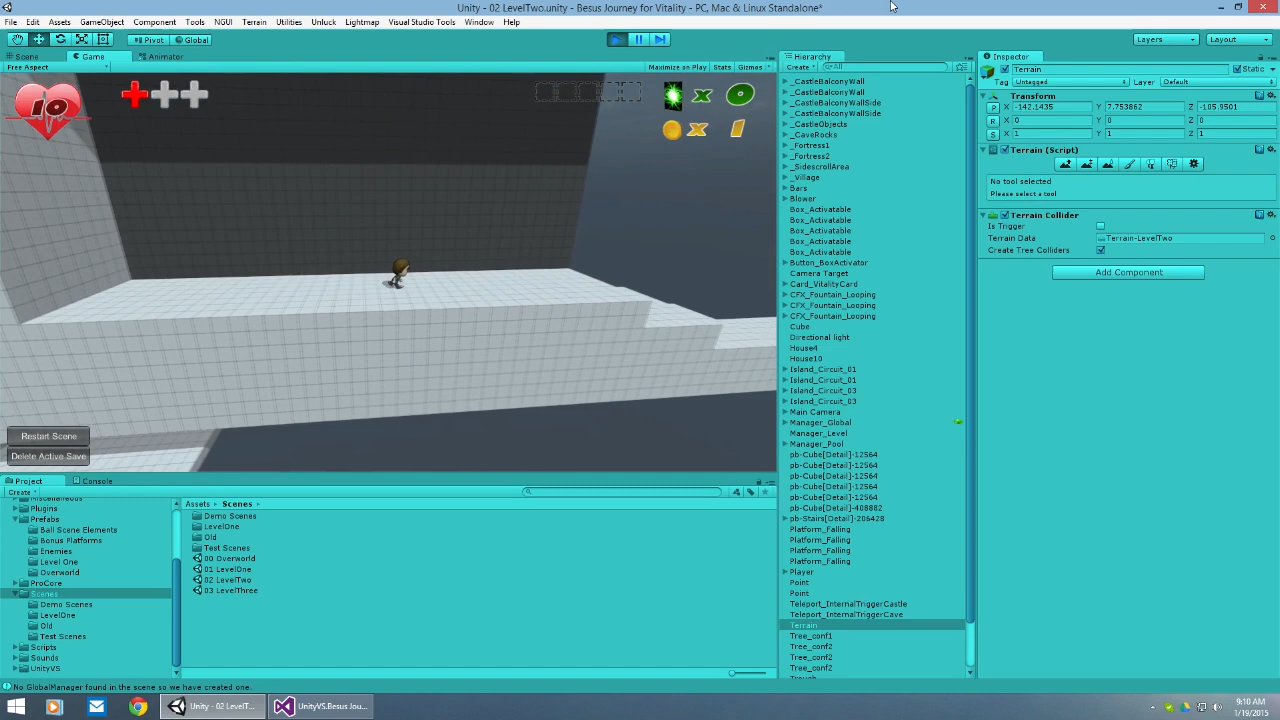 Unity - 02 LevelTwo.unity - Besus Journey for Vitality - PC, Mac & Linux Standalone*
File Edit Assets GameObject Component Tools NGUI Terrain Utilities Unluck Lightmap Visual Studio Tools Window Help
Pivot Global Layers Layout
Scene Game Animator
Free Aspect Maximize on Play Stats Gizmos
19
x 0
x 1
Restart Scene
Delete Active Save
Hierarchy
Create All
_CastleBalconyWall
_CastleBalconyWall
_CastleBalconyWallSide
_CastleBalconyWallSide
_CastleObjects
_CaveRocks
_Fortress1
_Fortress2
_SidescrollArea
_Village
Bars
Blower
Box_Activatable
Box_Activatable
Box_Activatable
Box_Activatable
Box_Activatable
Button_BoxActivator
Camera Target
Card_VitalityCard
CFX_Fountain_Looping
CFX_Fountain_Looping
CFX_Fountain_Looping
Cube
Directional light
House4
House10
Island_Circuit_01
Island_Circuit_01
Island_Circuit_03
Island_Circuit_03
Main Camera
Manager_Global
Manager_Level
Manager_Pool
pb-Cube[Detail]-12564
pb-Cube[Detail]-12564
pb-Cube[Detail]-12564
pb-Cube[Detail]-12564
pb-Cube[Detail]-12564
pb-Cube[Detail]-408882
pb-Stairs[Detail]-206428
Platform_Falling
Platform_Falling
Platform_Falling
Platform_Falling
Player
Point
Point
Teleport_InternalTriggerCastle
Teleport_InternalTriggerCave
Terrain
Tree_conf1
Tree_conf2
Tree_conf2
Tree_conf2
Inspector
Terrain Static
Tag Untagged Layer Default
Transform
P X -142.1435 Y 7.753862 Z -105.9501
R X 0 Y 0 Z 0
S X 1 Y 1 Z 1
Terrain (Script)
No tool selected
Please select a tool
Terrain Collider
Is Trigger
Terrain Data Terrain-LevelTwo
Create Tree Colliders
Add Component
Project Console
Create
Miscellaneous
Plugins
Prefabs
Ball Scene Elements
Bonus Platforms
Enemies
Level One
Overworld
ProCore
Scenes
Demo Scenes
LevelOne
Old
Test Scenes
Scripts
Sounds
UnityVS
Assets Scenes
Demo Scenes
LevelOne
Old
Test Scenes
00 Overworld
01 LevelOne
02 LevelTwo
03 LevelThree
No GlobalManager found in the scene so we have created one.
Unity - 02 LevelT... UnityVS.Besus Jou...
9:10 AM
1/19/2015